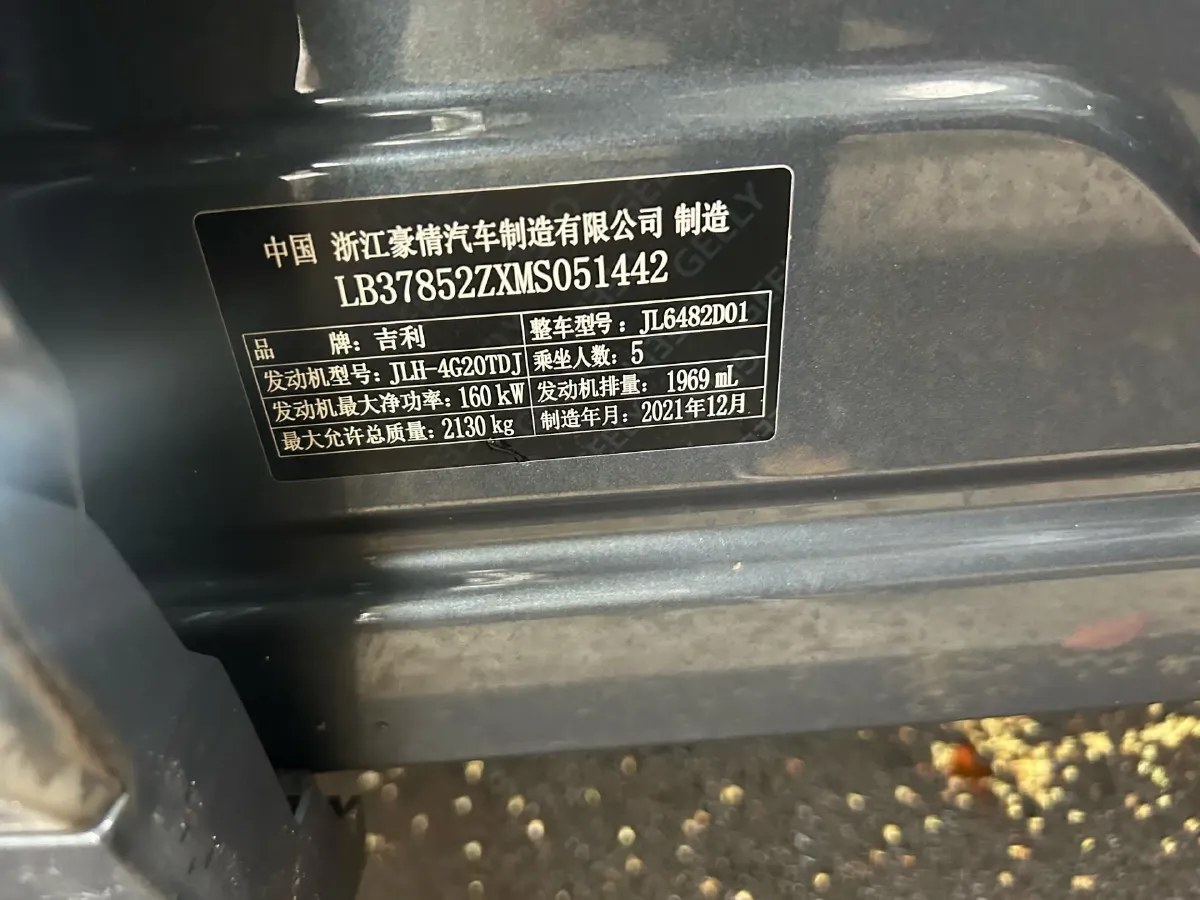 中国 浙江豪情汽车制造有限公司 制造
LB37852ZXMS051442
品 牌：吉利 整车型号：JL6482D01
发动机型号：JLH-4G20TDJ 乘坐人数：5
发动机最大净功率：160 kW 发动机排量：1969 mL
最大允许总质量：2130 kg 制造年月：2021年12月
GEELY